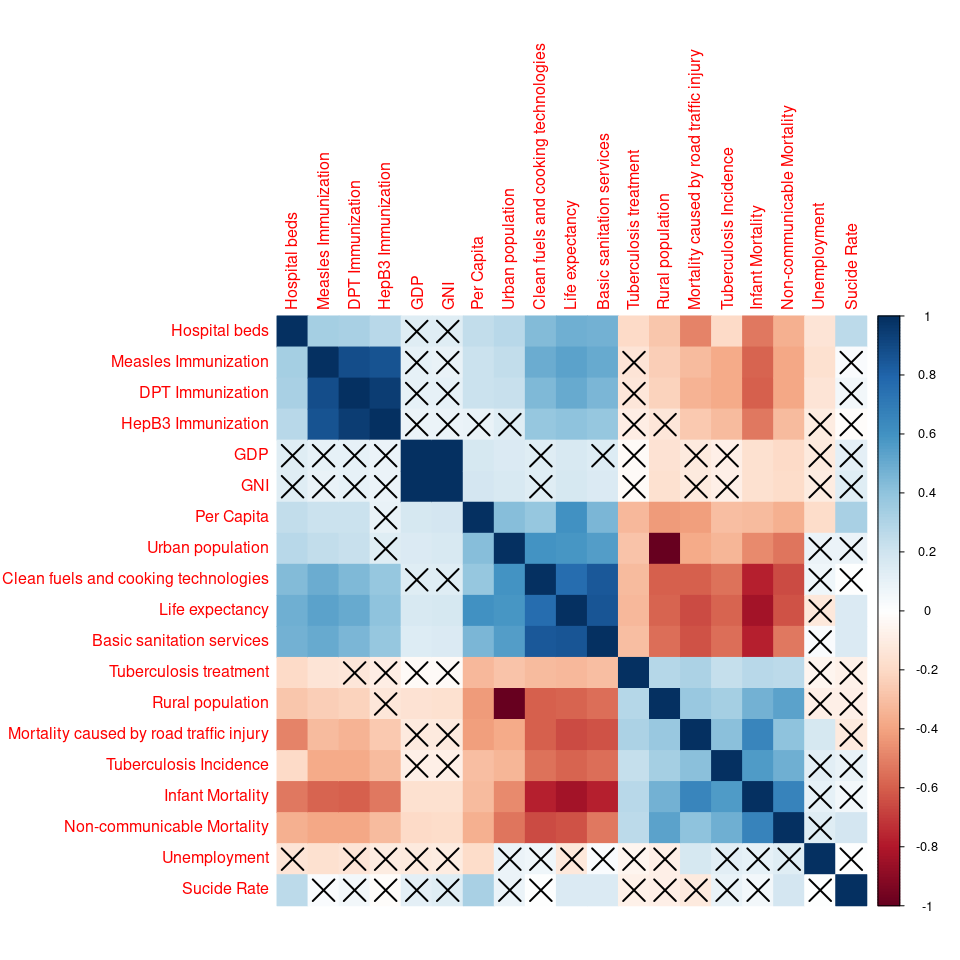 Hospital beds
Measles Immunization
DPT Immunization
HepB3 Immunization
GDP
GNI
Per Capita
Urban population
Clean fuels and cooking technologies
Life expectancy
Basic sanitation services
Tuberculosis treatment
Rural population
Mortality caused by road traffic injury
Tuberculosis Incidence
Infant Mortality
Non-communicable Mortality
Unemployment
Sucide Rate
Hospital beds
Measles Immunization
DPT Immunization
HepB3 Immunization
GDP
GNI
Per Capita
Urban population
Clean fuels and cooking technologies
Life expectancy
Basic sanitation services
Tuberculosis treatment
Rural population
Mortality caused by road traffic injury
Tuberculosis Incidence
Infant Mortality
Non-communicable Mortality
Unemployment
Sucide Rate
1
0.8
0.6
0.4
0.2
0
-0.2
-0.4
-0.6
-0.8
-1